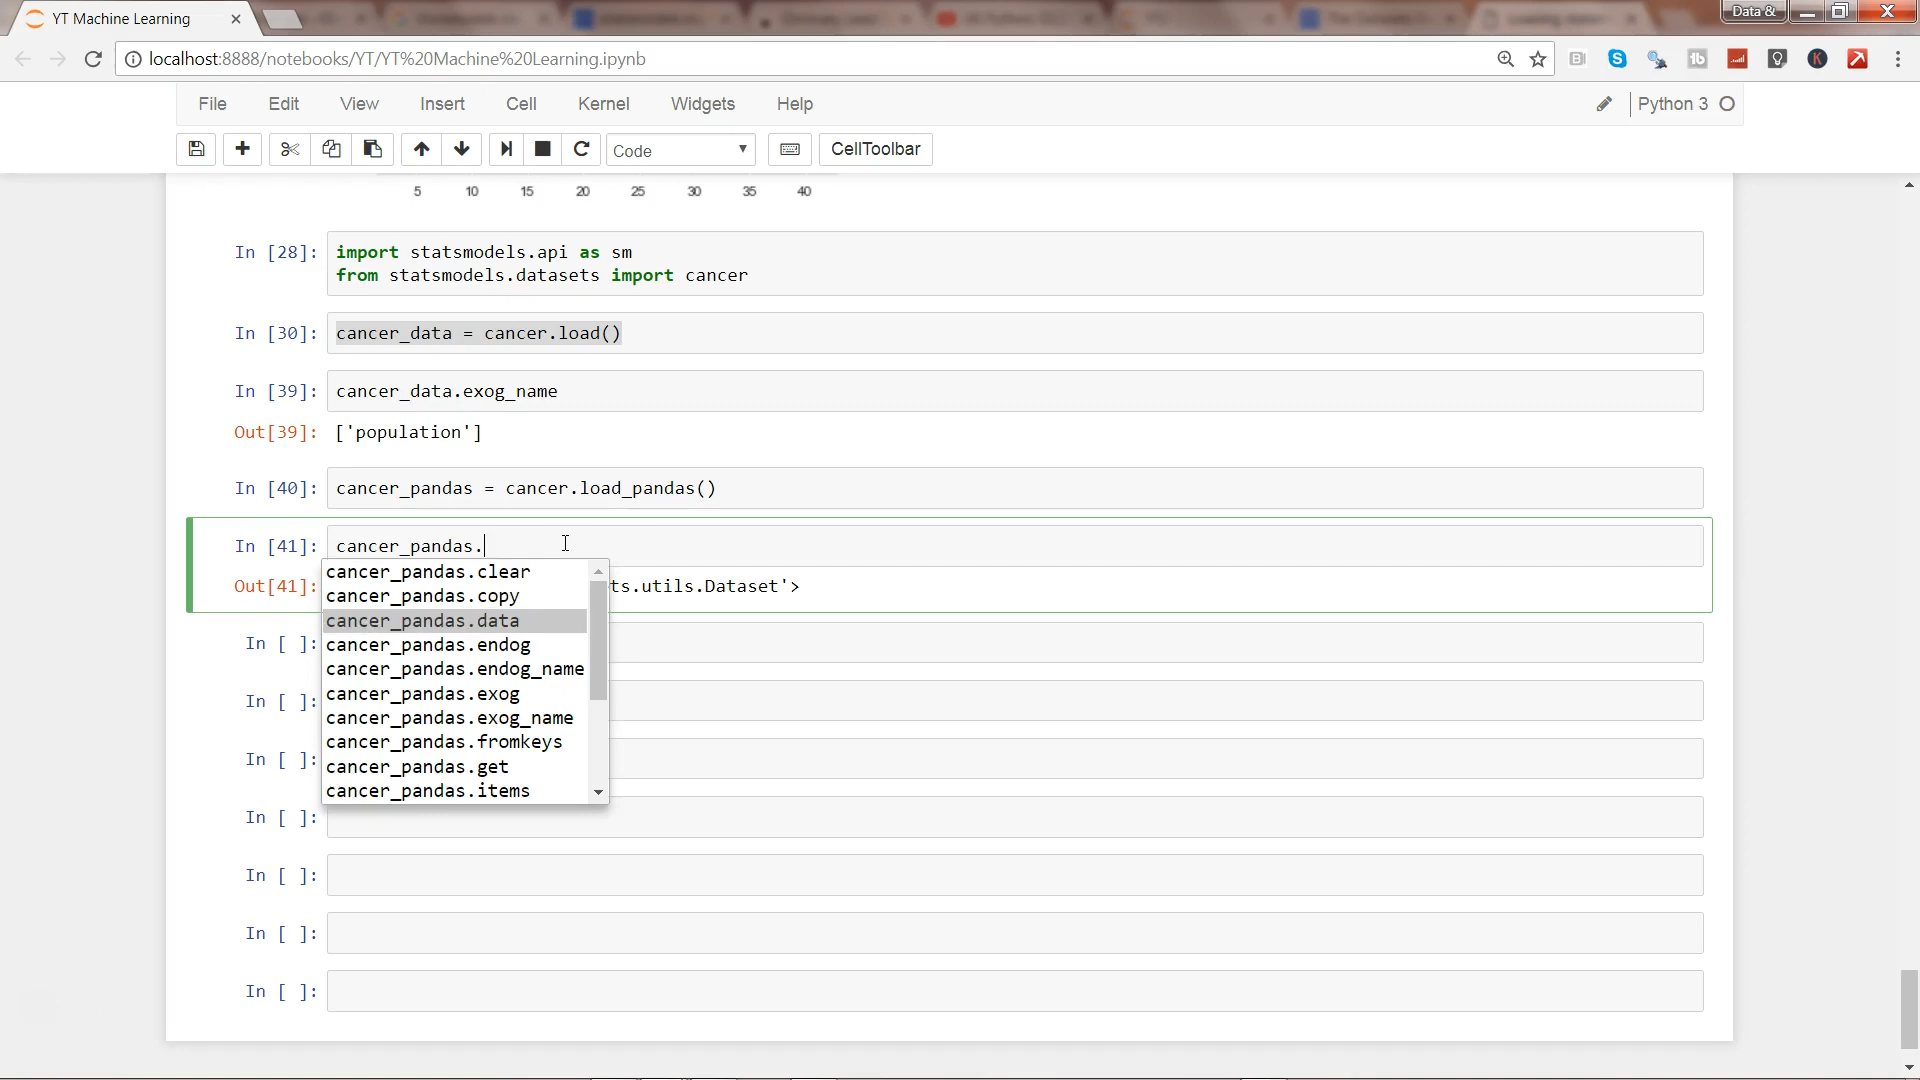 YT Machine Learning
Data &
localhost:8888/notebooks/YT/YT%20Machine%20Learning.ipynb
File Edit View Insert Cell Kernel Widgets Help Python 3
Code CellToolbar
5 10 15 20 25 30 35 40
In [28]: import statsmodels.api as sm
from statsmodels.datasets import cancer
In [30]: cancer_data = cancer.load()
In [39]: cancer_data.exog_name
Out[39]: ['population']
In [40]: cancer_pandas = cancer.load_pandas()
In [41]: cancer_pandas.
cancer_pandas.clear
Out[41]: ts.utils.Dataset'>
cancer_pandas.copy
cancer_pandas.data
In [ ]: cancer_pandas.endog
cancer_pandas.endog_name
In [ ]: cancer_pandas.exog
cancer_pandas.exog_name
cancer_pandas.fromkeys
In [ ]: cancer_pandas.get
cancer_pandas.items
In [ ]:
In [ ]:
In [ ]:
In [ ]: